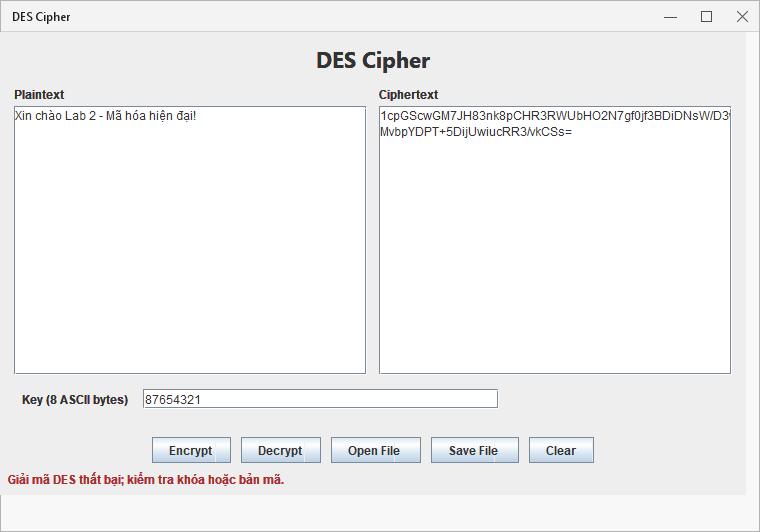 DES Cipher
DES Cipher
Plaintext
Ciphertext
Xin chào Lab 2 - Mã hóa hiện đại!
1cpGScwGM7JH83nk8pCHR3RWUbHO2N7gf0jf3BDiDNsW/D3
MvbpYDPT+5DijUwiucRR3/vkCSs=
Key (8 ASCII bytes)
87654321
Encrypt
Decrypt
Open File
Save File
Clear
Giải mã DES thất bại; kiểm tra khóa hoặc bản mã.